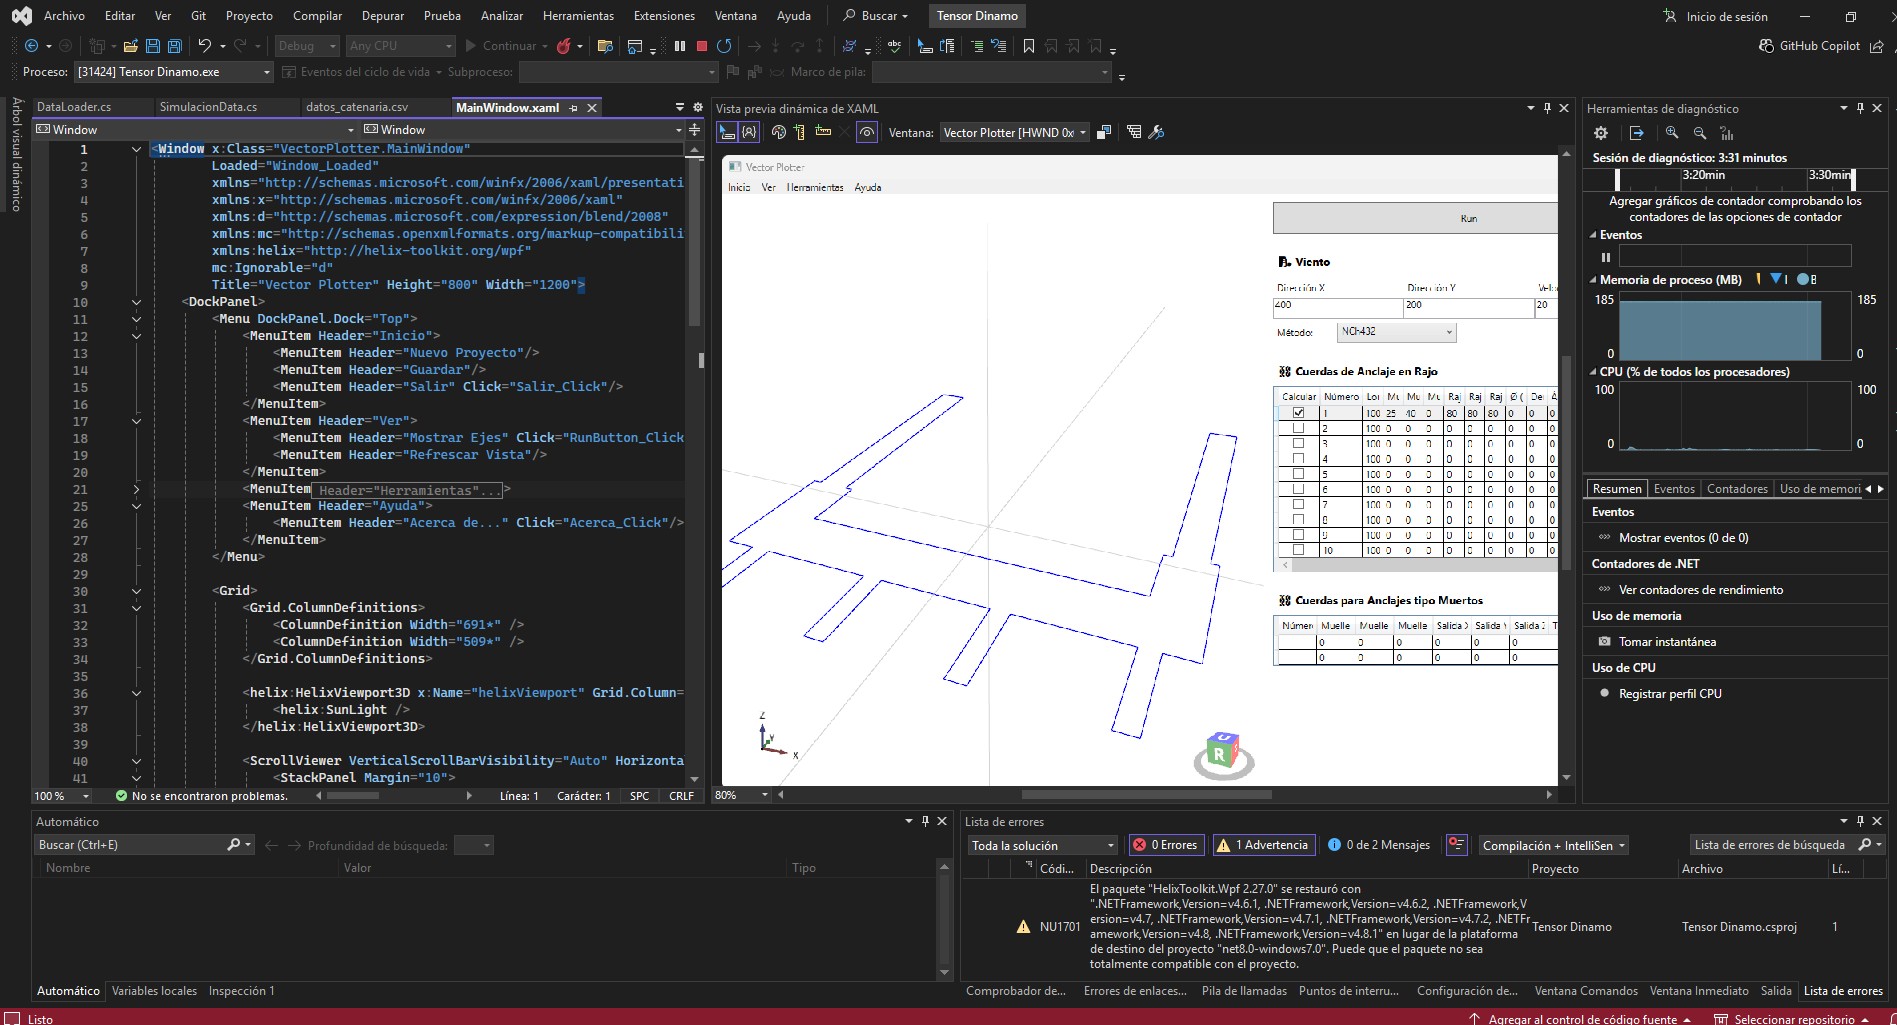 Archivo Editar Ver Git Proyecto Compilar Depurar Prueba Analizar Herramientas Extensiones Ventana Ayuda Buscar Tensor Dinamo Inicio de sesión
Debug Any CPU Continuar GitHub Copilot
Proceso: [31424] Tensor Dinamo.exe Eventos del ciclo de vida Subproceso: Marco de pila:
Árbol visual dinámico
DataLoader.cs SimulacionData.cs datos_catenaria.csv MainWindow.xaml
Window Window
1 <Window x:Class="VectorPlotter.MainWindow"
2 Loaded="Window_Loaded"
3 xmlns="http://schemas.microsoft.com/winfx/2006/xaml/presentati
4 xmlns:x="http://schemas.microsoft.com/winfx/2006/xaml"
5 xmlns:d="http://schemas.microsoft.com/expression/blend/2008"
6 xmlns:mc="http://schemas.openxmlformats.org/markup-compatibili
7 xmlns:helix="http://helix-toolkit.org/wpf"
8 mc:Ignorable="d"
9 Title="Vector Plotter" Height="800" Width="1200">
10 <DockPanel>
11 <Menu DockPanel.Dock="Top">
12 <MenuItem Header="Inicio">
13 <MenuItem Header="Nuevo Proyecto"/>
14 <MenuItem Header="Guardar"/>
15 <MenuItem Header="Salir" Click="Salir_Click"/>
16 </MenuItem>
17 <MenuItem Header="Ver">
18 <MenuItem Header="Mostrar Ejes" Click="RunButton_Click
19 <MenuItem Header="Refrescar Vista"/>
20 </MenuItem>
21 <MenuItem Header="Herramientas"...>
25 <MenuItem Header="Ayuda">
26 <MenuItem Header="Acerca de..." Click="Acerca_Click"/>
27 </MenuItem>
28 </Menu>
29
30 <Grid>
31 <Grid.ColumnDefinitions>
32 <ColumnDefinition Width="691*" />
33 <ColumnDefinition Width="509*" />
34 </Grid.ColumnDefinitions>
35
36 <helix:HelixViewport3D x:Name="helixViewport" Grid.Column=
37 <helix:SunLight />
38 </helix:HelixViewport3D>
39
40 <ScrollViewer VerticalScrollBarVisibility="Auto" Horizonta
41 <StackPanel Margin="10">
100 % No se encontraron problemas. Línea: 1 Carácter: 1 SPC CRLF
Vista previa dinámica de XAML
Ventana: Vector Plotter [HWND 0x
Vector Plotter
Inicio Ver Herramientas Ayuda
Run
Viento
Dirección X Dirección Y Veloc
400 200 20
Método: NCh432
Cuerdas de Anclaje en Rajo
Calcular Número Lor Mu Mu Mu Raj Raj Raj Ø ( Der
1 100 25 40 0 80 80 80 0 0 0
2 100 0 0 0 0 0 0 0 0 0
3 100 0 0 0 0 0 0 0 0 0
4 100 0 0 0 0 0 0 0 0 0
5 100 0 0 0 0 0 0 0 0 0
6 100 0 0 0 0 0 0 0 0 0
7 100 0 0 0 0 0 0 0 0 0
8 100 0 0 0 0 0 0 0 0 0
9 100 0 0 0 0 0 0 0 0 0
10 100 0 0 0 0 0 0 0 0 0
Cuerdas para Anclajes tipo Muertos
Númerc Muelle Muelle Muelle Salida X Salida Y Salida Z T
0 0 0 0 0 0
0 0 0 0 0 0
Z
Y
X
U
R
S
80%
Herramientas de diagnóstico
Sesión de diagnóstico: 3:31 minutos
3:20min 3:30min
Agregar gráficos de contador comprobando los
contadores de las opciones de contador
Eventos
Memoria de proceso (MB) I B
185 185
0 0
CPU (% de todos los procesadores)
100 100
0 0
Resumen Eventos Contadores Uso de memori
Eventos
Mostrar eventos (0 de 0)
Contadores de .NET
Ver contadores de rendimiento
Uso de memoria
Tomar instantánea
Uso de CPU
Registrar perfil CPU
Automático
Buscar (Ctrl+E) Profundidad de búsqueda:
Nombre Valor Tipo
Automático Variables locales Inspección 1
Lista de errores
Toda la solución 0 Errores 1 Advertencia 0 de 2 Mensajes Compilación + IntelliSen Lista de errores de búsqueda
Códi... Descripción Proyecto Archivo Lí...
El paquete "HelixToolkit.Wpf 2.27.0" se restauró con
".NETFramework,Version=v4.6.1, .NETFramework,Version=v4.6.2, .NETFramework,V
ersion=v4.7, .NETFramework,Version=v4.7.1, .NETFramework,Version=v4.7.2, .NETFr
NU1701 amework,Version=v4.8, .NETFramework,Version=v4.8.1" en lugar de la plataforma Tensor Dinamo Tensor Dinamo.csproj 1
de destino del proyecto "net8.0-windows7.0". Puede que el paquete no sea
totalmente compatible con el proyecto.
Comprobador de... Errores de enlaces... Pila de llamadas Puntos de interru... Configuración de... Ventana Comandos Ventana Inmediato Salida Lista de errores
Listo Agregar al control de código fuente Seleccionar repositorio